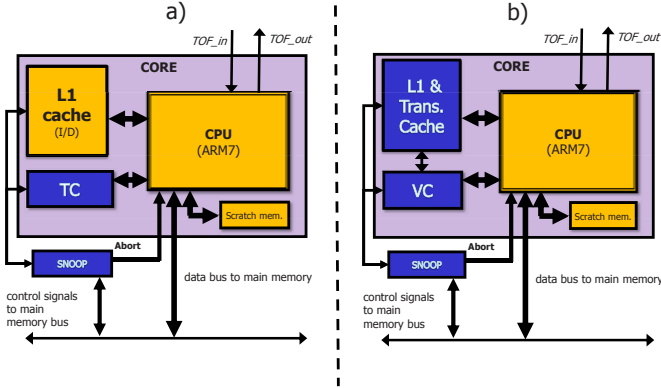 a)
TOF_in
TOF_out
CORE
L1
cache
(I/D)
CPU
(ARM7)
TC
Scratch mem.
Abort
SNOOP
data bus to main memory
control signals
to main
memory bus
b)
TOF_in
TOF_out
CORE
L1 &
Trans.
Cache
CPU
(ARM7)
VC
Scratch mem.
Abort
SNOOP
data bus to main memory
control signals
to main
memory bus